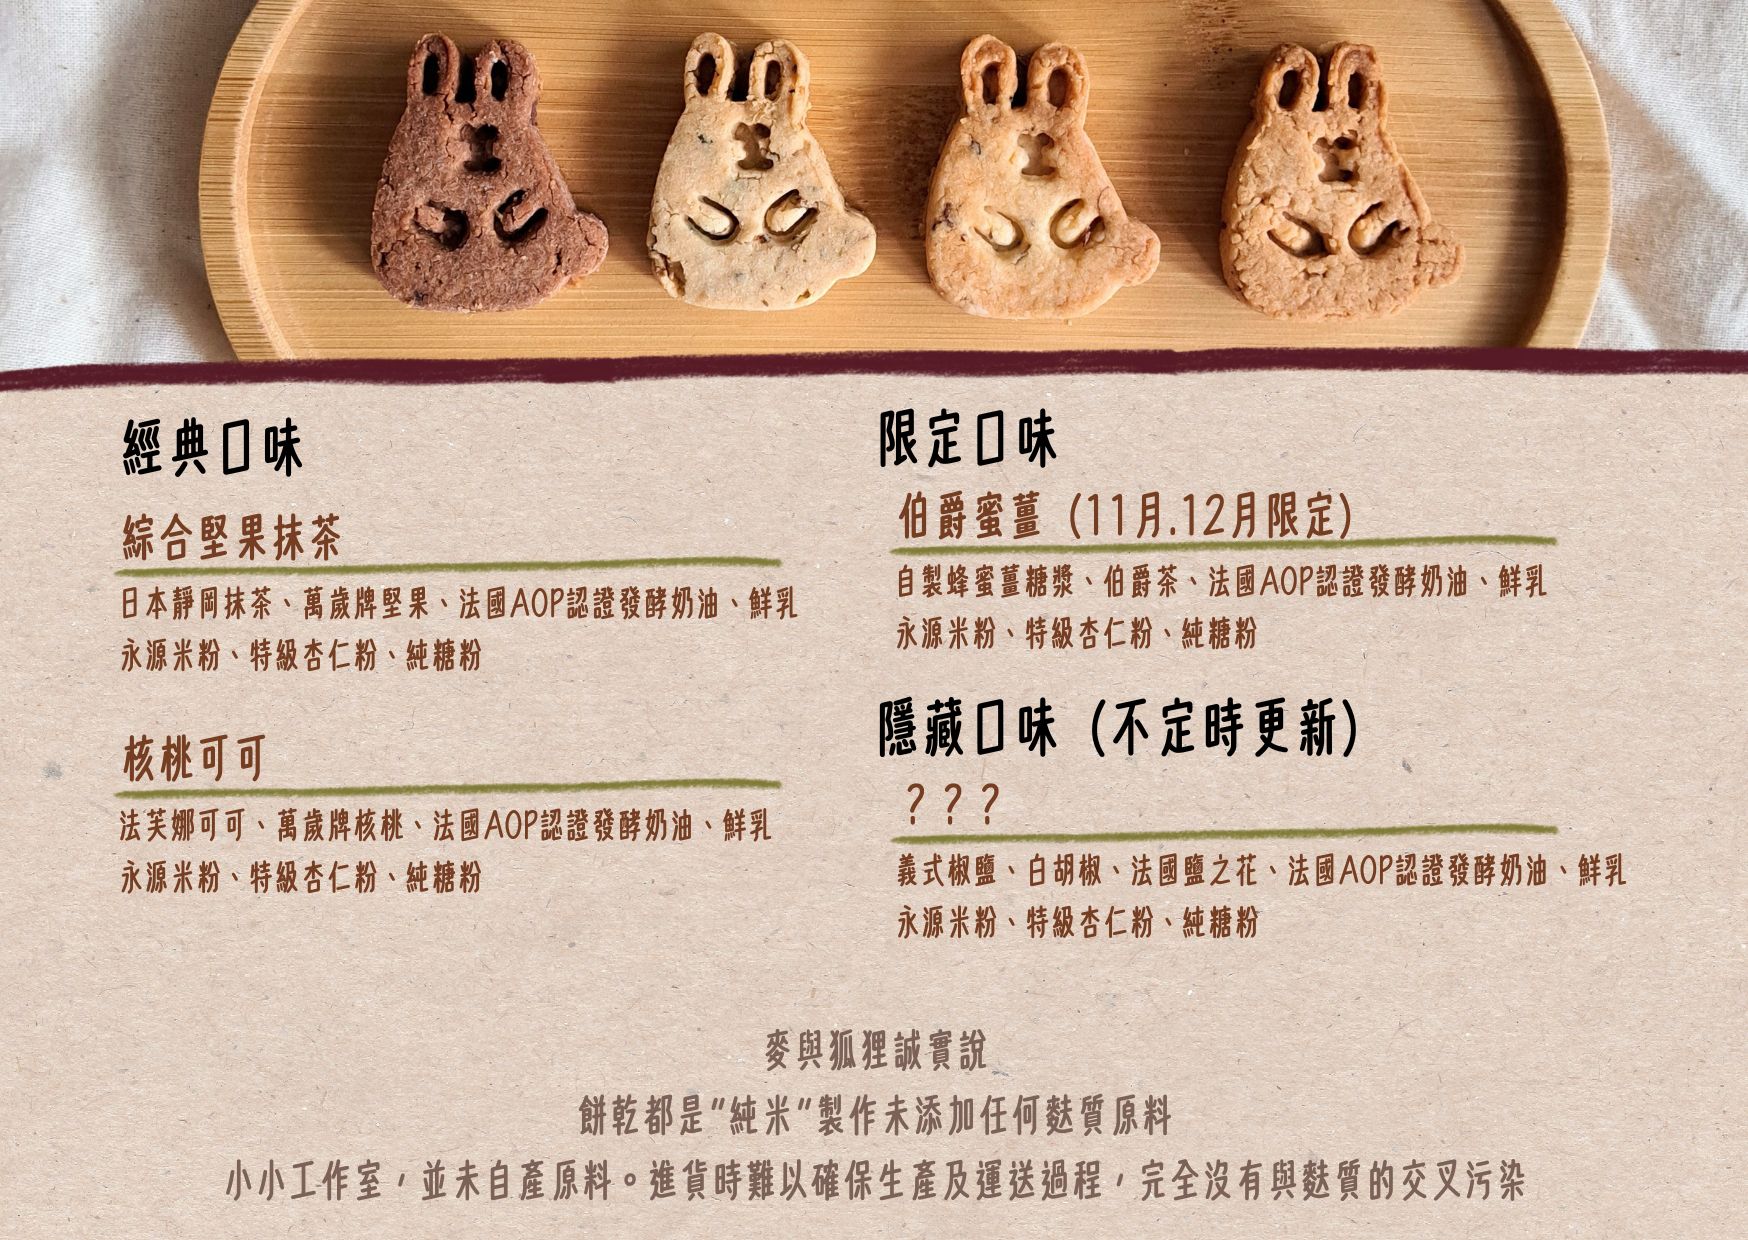 經典口味
綜合堅果抹茶
日本靜岡抹茶、萬歲牌堅果、法國AOP認證發酵奶油、鮮乳
永源米粉、特級杏仁粉、純糖粉
核桃可可
法芙娜可可、萬歲牌核桃、法國AOP認證發酵奶油、鮮乳
永源米粉、特級杏仁粉、純糖粉
限定口味
伯爵蜜薑（11月.12月限定）
自製蜂蜜薑糖漿、伯爵茶、法國AOP認證發酵奶油、鮮乳
永源米粉、特級杏仁粉、純糖粉
隱藏口味（不定時更新）
？？？
義式椒鹽、白胡椒、法國鹽之花、法國AOP認證發酵奶油、鮮乳
永源米粉、特級杏仁粉、純糖粉
麥與狐狸誠實說
餅乾都是"純米"製作未添加任何麩質原料
小小工作室，並未自產原料。進貨時難以確保生產及運送過程，完全沒有與麩質的交叉污染